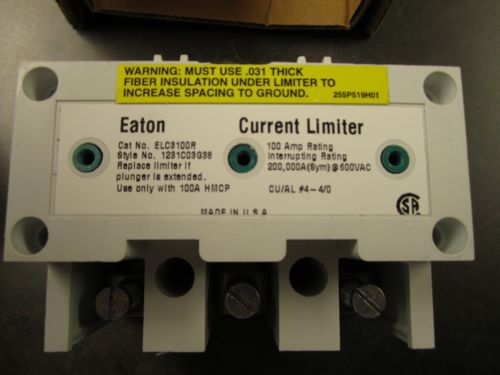 WARNING: MUST USE .031 THICK
FIBER INSULATION UNDER LIMITER TO
INCREASE SPACING TO GROUND.
255P519H01
Eaton
Cat No. ELC3100R
Style No. 1231C03G38
Replace limiter if
plunger is extended.
Use only with 100A HMCP
Current Limiter
100 Amp Rating
Interrupting Rating
200,000A(Sym)@600VAC
CU/AL #4-4/0
MADE IN U.S.A
CSA